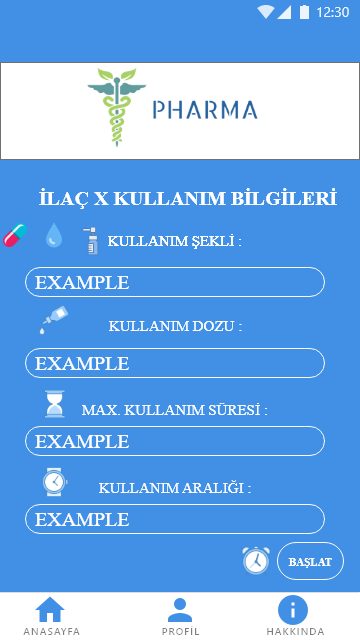 12:30
PHARMA
İLAÇ X KULLANIM BİLGİLERİ
KULLANIM ŞEKLİ :
EXAMPLE
KULLANIM DOZU :
EXAMPLE
MAX. KULLANIM SÜRESİ :
EXAMPLE
KULLANIM ARALIĞI :
EXAMPLE
BAŞLAT
ANASAYFA PROFİL HAKKINDA